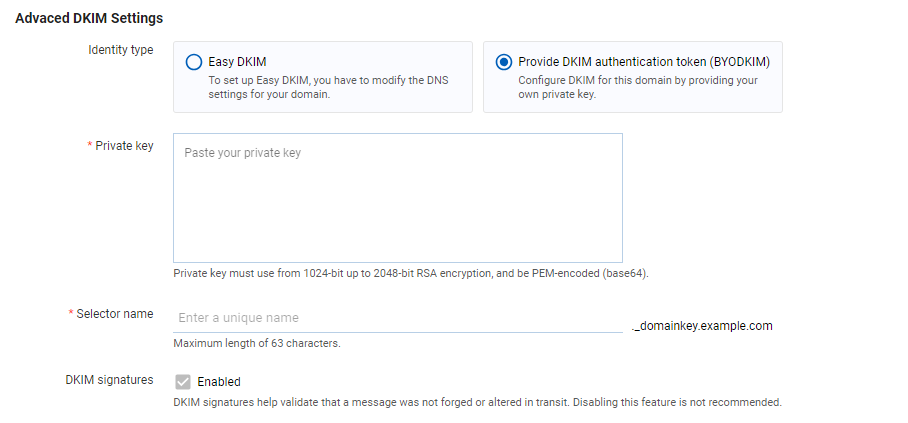 Advaced DKIM Settings
Identity type
Easy DKIM
To set up Easy DKIM, you have to modify the DNS
settings for your domain.
Provide DKIM authentication token (BYODKIM)
Configure DKIM for this domain by providing your
own private key.
* Private key
Paste your private key
Private key must use from 1024-bit up to 2048-bit RSA encryption, and be PEM-encoded (base64).
* Selector name
Enter a unique name
._domainkey.example.com
Maximum length of 63 characters.
DKIM signatures
Enabled
DKIM signatures help validate that a message was not forged or altered in transit. Disabling this feature is not recommended.